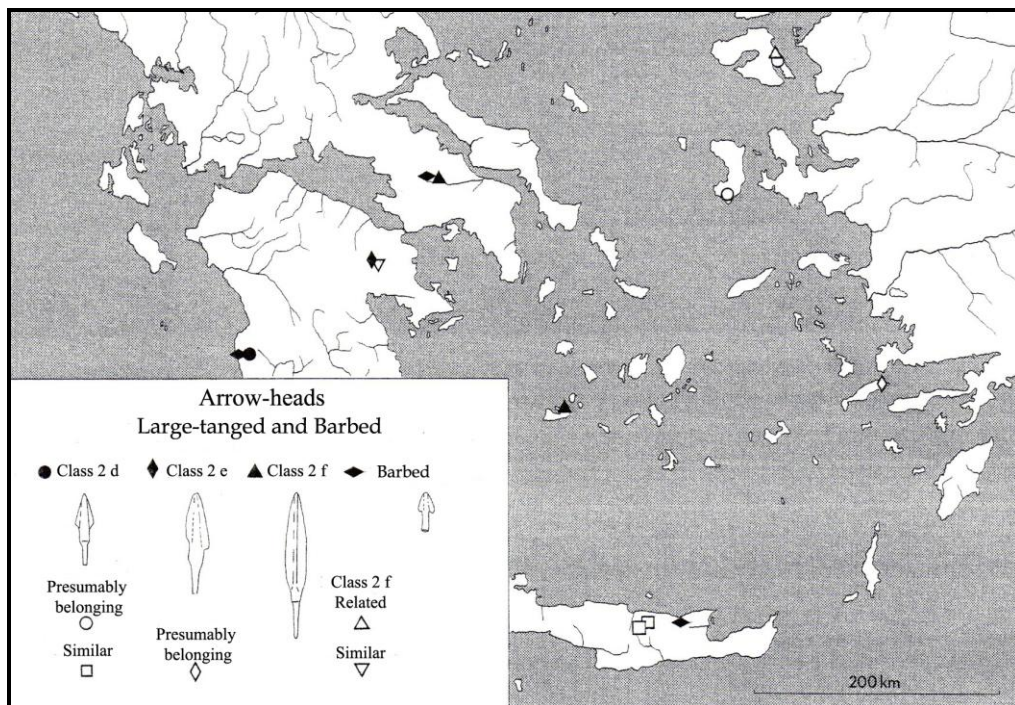 Arrow-heads
Large-tanged and Barbed
Class 2 d Class 2 e Class 2 f Barbed
Presumably
belonging
Similar
Presumably
belonging
Class 2 f
Related
Similar
200 km